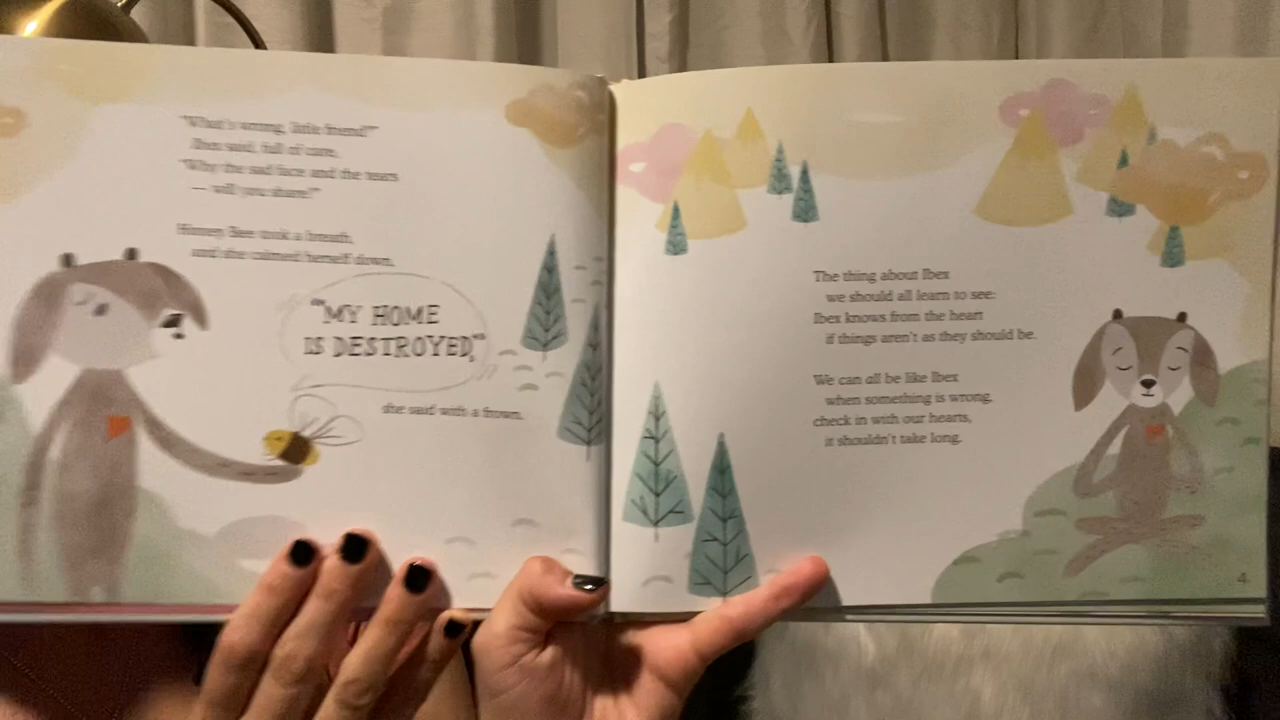 "What's wrong, little friend?"
Ibex said, full of care,
"Why the sad face and the tears
— will you share?"
Honey Bee took a breath,
and she calmed herself down.
"MY HOME
IS DESTROYED,"
she said with a frown.
The thing about Ibex
we should all learn to see:
Ibex knows from the heart
if things aren't as they should be.
We can all be like Ibex
when something is wrong,
check in with our hearts,
it shouldn't take long.
4